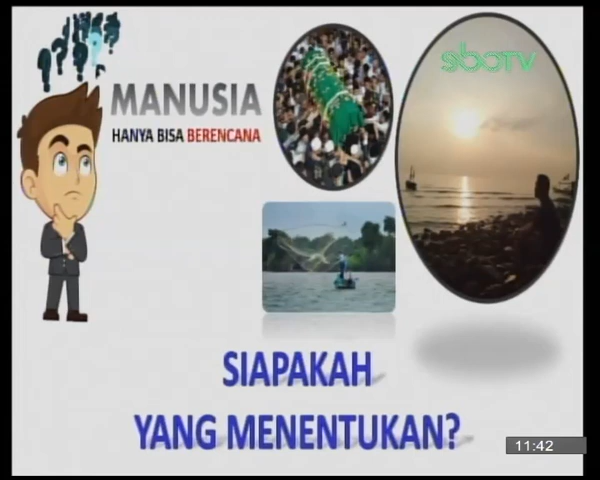 sboTV
MANUSIA
HANYA BISA BERENCANA
SIAPAKAH
YANG MENENTUKAN?
11:42